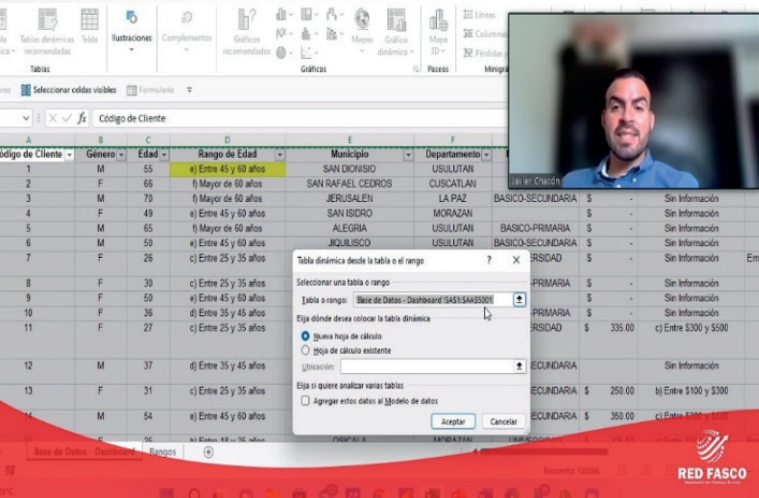 Tablas dinámicas recomendadas
Tabla
Ilustraciones
Complementos
Gráficos recomendados
Mapas
Gráfico dinámico
Mapa 3D
Líneas
Tablas
Gráficos
Paseos
Seleccionar celdas visibles
Formulario
fx Código de Cliente
A B C D E F
Código de Cliente Género Edad Rango de Edad Municipio Departamento
1 M 55 e) Entre 45 y 60 años SAN DIONISIO USULUTAN Sin Información
2 F 66 f) Mayor de 60 años SAN RAFAEL CEDROS CUSCATLAN $ - Sin Información
3 M 70 f) Mayor de 60 años JERUSALEN LA PAZ BASICO-SECUNDARIA $ - Sin Información
4 F 49 e) Entre 45 y 60 años SAN ISIDRO MORAZAN $ - Sin Información
5 M 65 f) Mayor de 60 años ALEGRIA USULUTAN BASICO-PRIMARIA $ - Sin Información
6 M 50 e) Entre 45 y 60 años JIQUILISCO USULUTAN BASICO-SECUNDARIA $ - Sin Información
7 F 26 c) Entre 25 y 35 años $ - Sin Información
8 F 30 c) Entre 25 y 35 años -PRIMARIA $ - Sin Información
9 F 50 e) Entre 45 y 60 años $ - Sin Información
10 F 36 d) Entre 35 y 45 años -PRIMARIA $ - Sin Información
11 F 27 c) Entre 25 y 35 años $ 335.00 c) Entre $300 y $500
12 M 37 d) Entre 35 y 45 años Sin Información
13 F 31 c) Entre 25 y 35 años $ 250.00 b) Entre $100 y $300
14 M 54 e) Entre 45 y 60 años $ 350.00 c) Entre $300 y $500
Javier Chacón
Tabla dinámica desde la tabla o el rango ? X
Seleccionar una tabla o rango
Tabla o rango: 'Base de Datos - Dashboard'!$A$1:$AA$5001
Elija dónde desea colocar la tabla dinámica
Nueva hoja de cálculo
Hoja de cálculo existente
Ubicación:
Elija si quiere analizar varias tablas
Agregar estos datos al Modelo de datos
Aceptar Cancelar
Base de Datos - Dashboard Rangos
RED FASCO